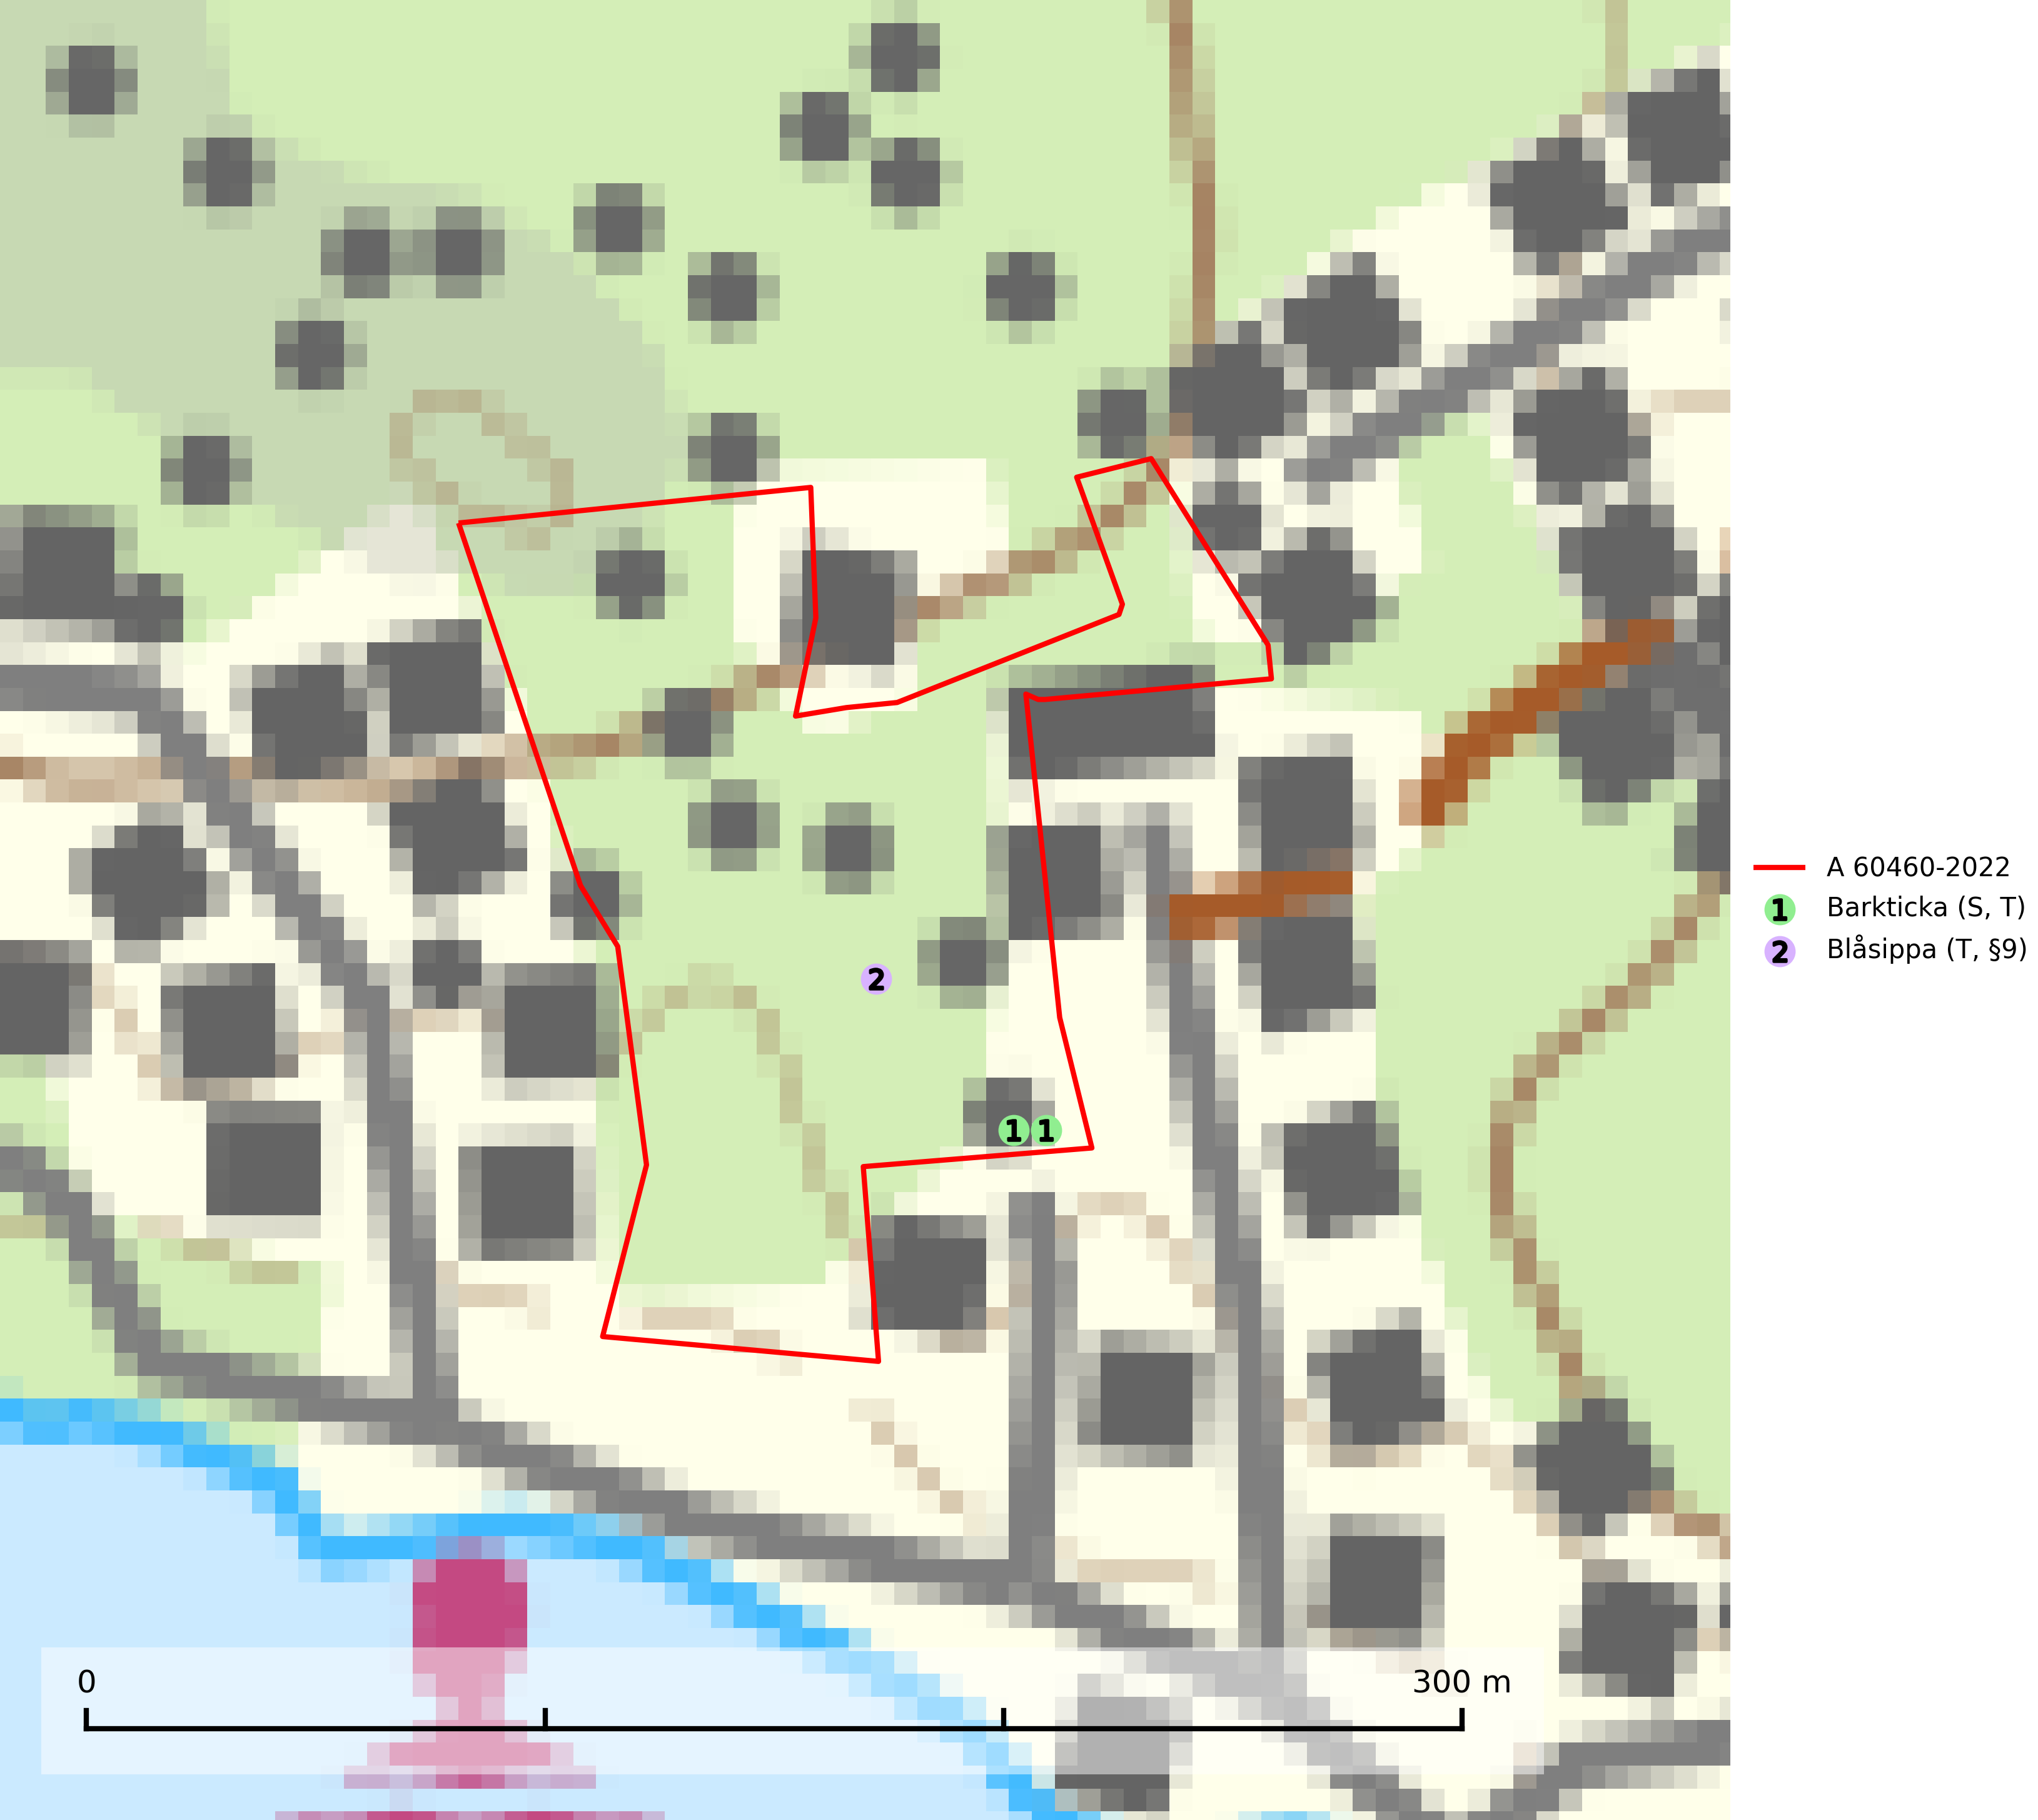 2
1 1
A 60460-2022
1 Barkticka (S, T)
2 Blåsippa (T, §9)
0 300 m